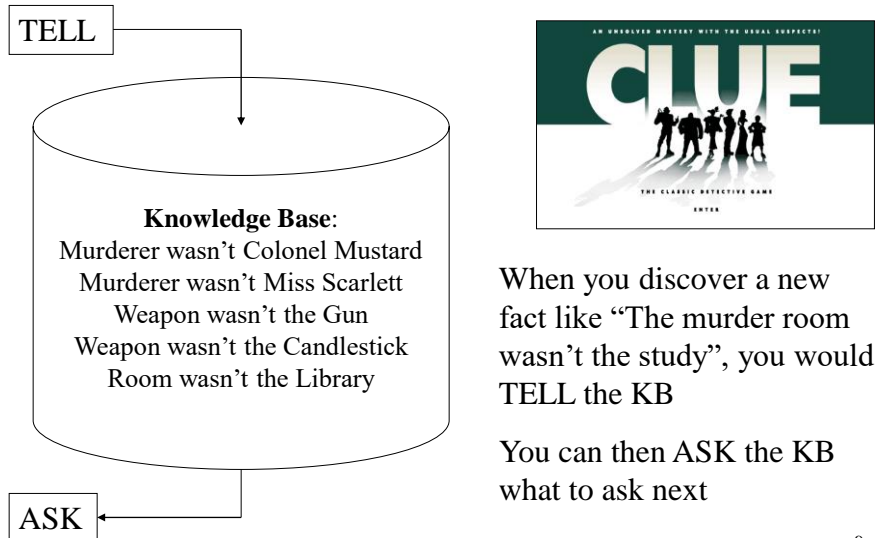 TELL
Knowledge Base:
Murderer wasn’t Colonel Mustard
Murderer wasn’t Miss Scarlett
Weapon wasn’t the Gun
Weapon wasn’t the Candlestick
Room wasn’t the Library
ASK
AN UNSOLVED MYSTERY WITH THE USUAL SUSPECTS!
CLUE
THE CLASSIC DETECTIVE GAME
ENTER
When you discover a new
fact like “The murder room
wasn’t the study”, you would
TELL the KB
You can then ASK the KB
what to ask next